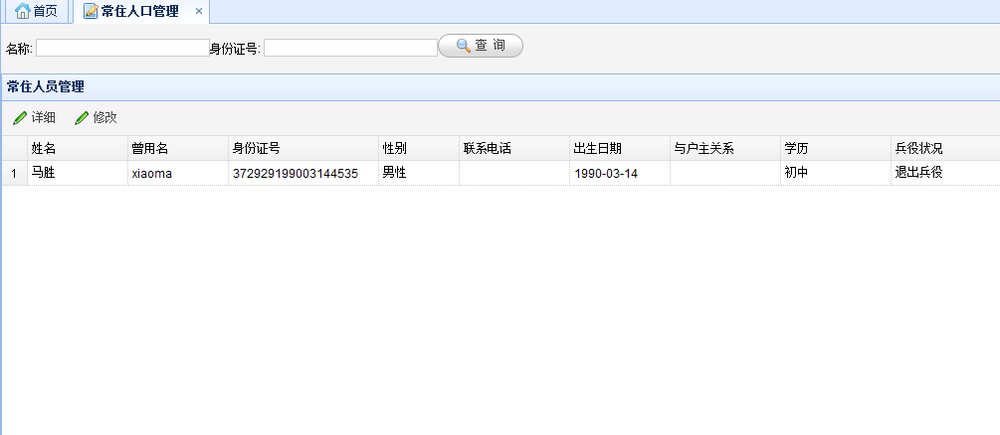 首页 常住人口管理 ×
名称: 身份证号: 查 询
常住人员管理
详细 修改
姓名 曾用名 身份证号 性别 联系电话 出生日期 与户主关系 学历 兵役状况
1 马胜 xiaoma 372929199003144535 男性 1990-03-14 初中 退出兵役